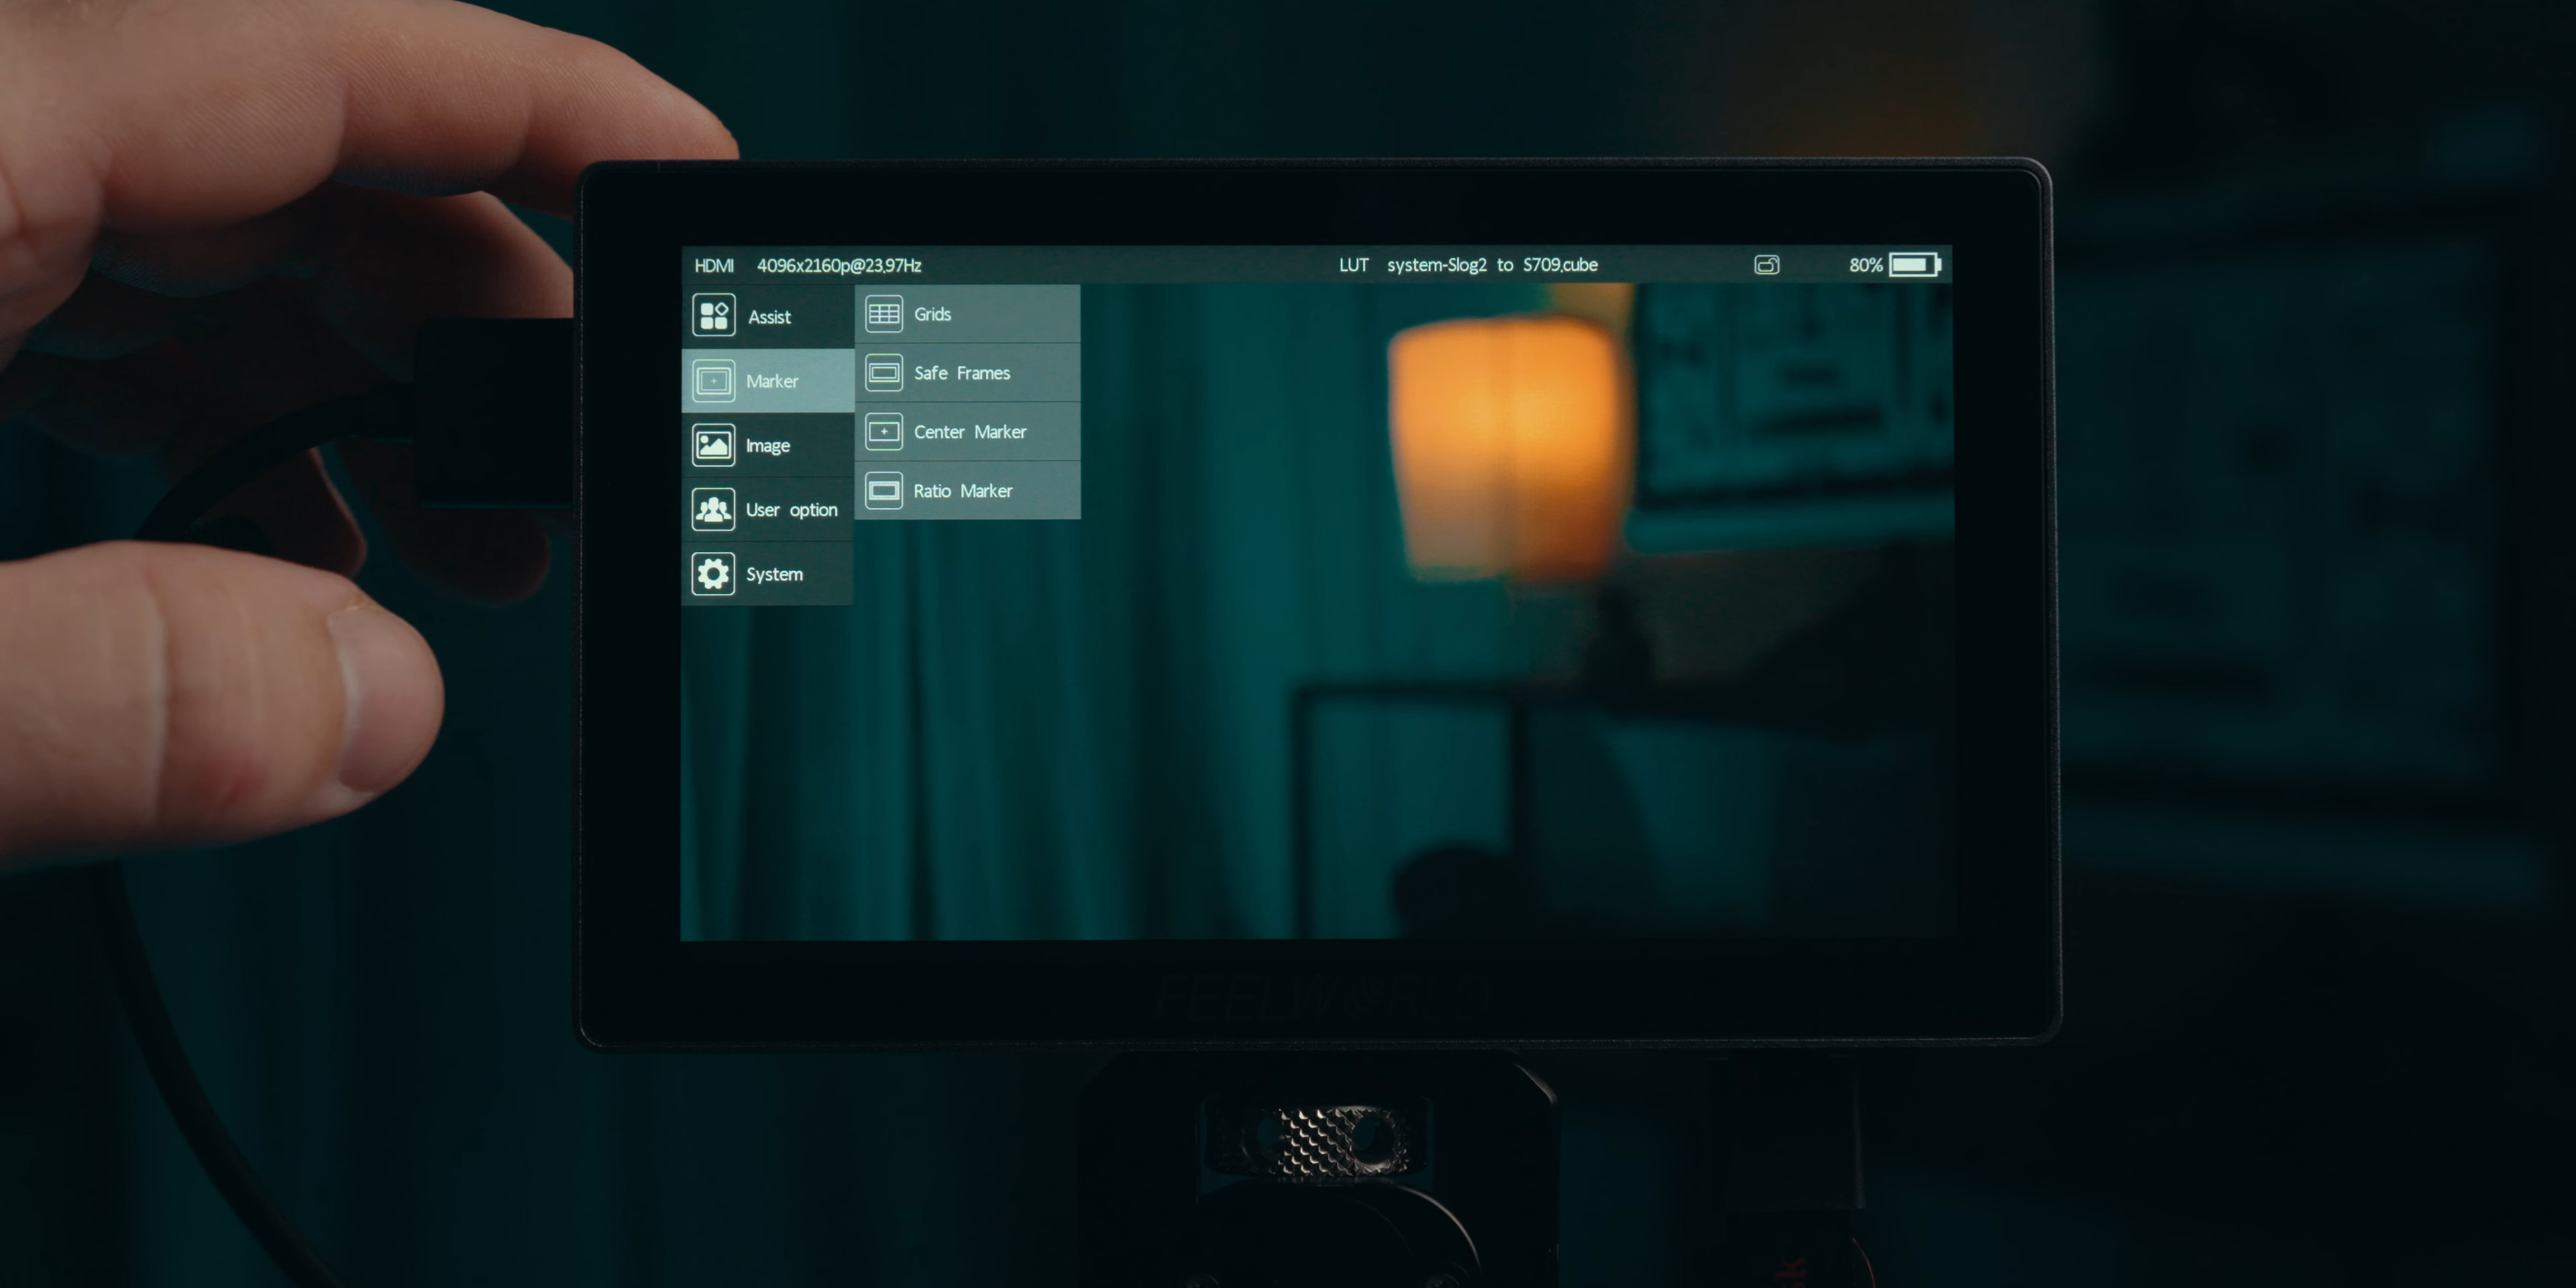 HDMI 4096x2160p@23.97Hz LUT system-Slog2 to S709.cube 80%
Assist
Marker
Image
User option
System
Grids
Safe Frames
Center Marker
Ratio Marker
FEELWORLD